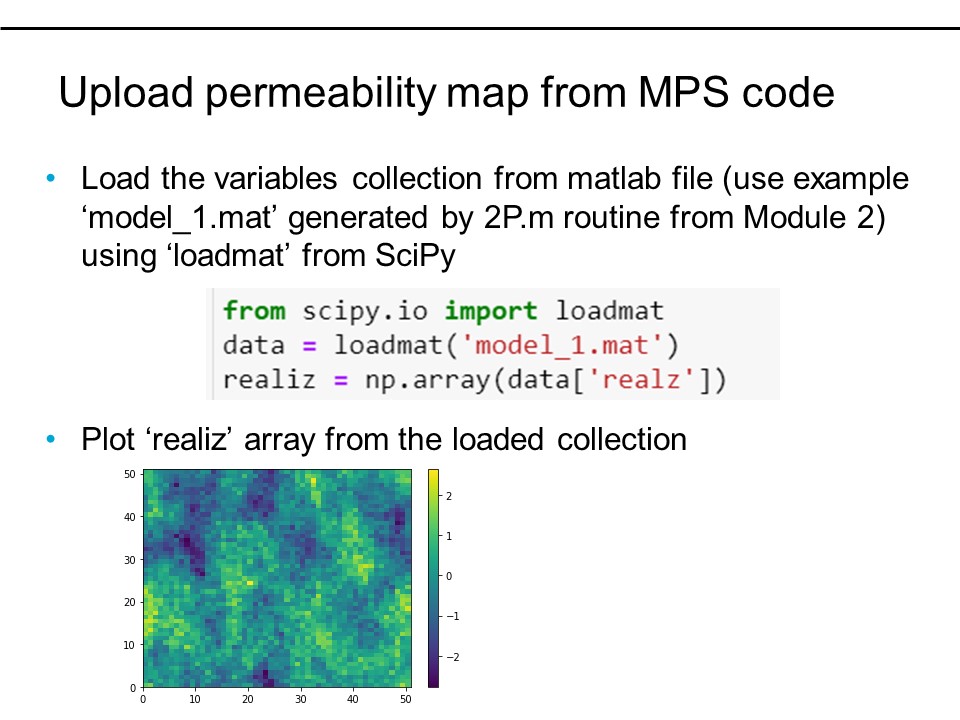 Upload permeability map from MPS code
• Load the variables collection from matlab file (use example
‘model_1.mat’ generated by 2P.m routine from Module 2)
using ‘loadmat’ from SciPy
from scipy.io import loadmat
data = loadmat('model_1.mat')
realiz = np.array(data['realz'])
• Plot ‘realiz’ array from the loaded collection
50
40
30
20
10
0
0 10 20 30 40 50
2
1
0
−1
−2